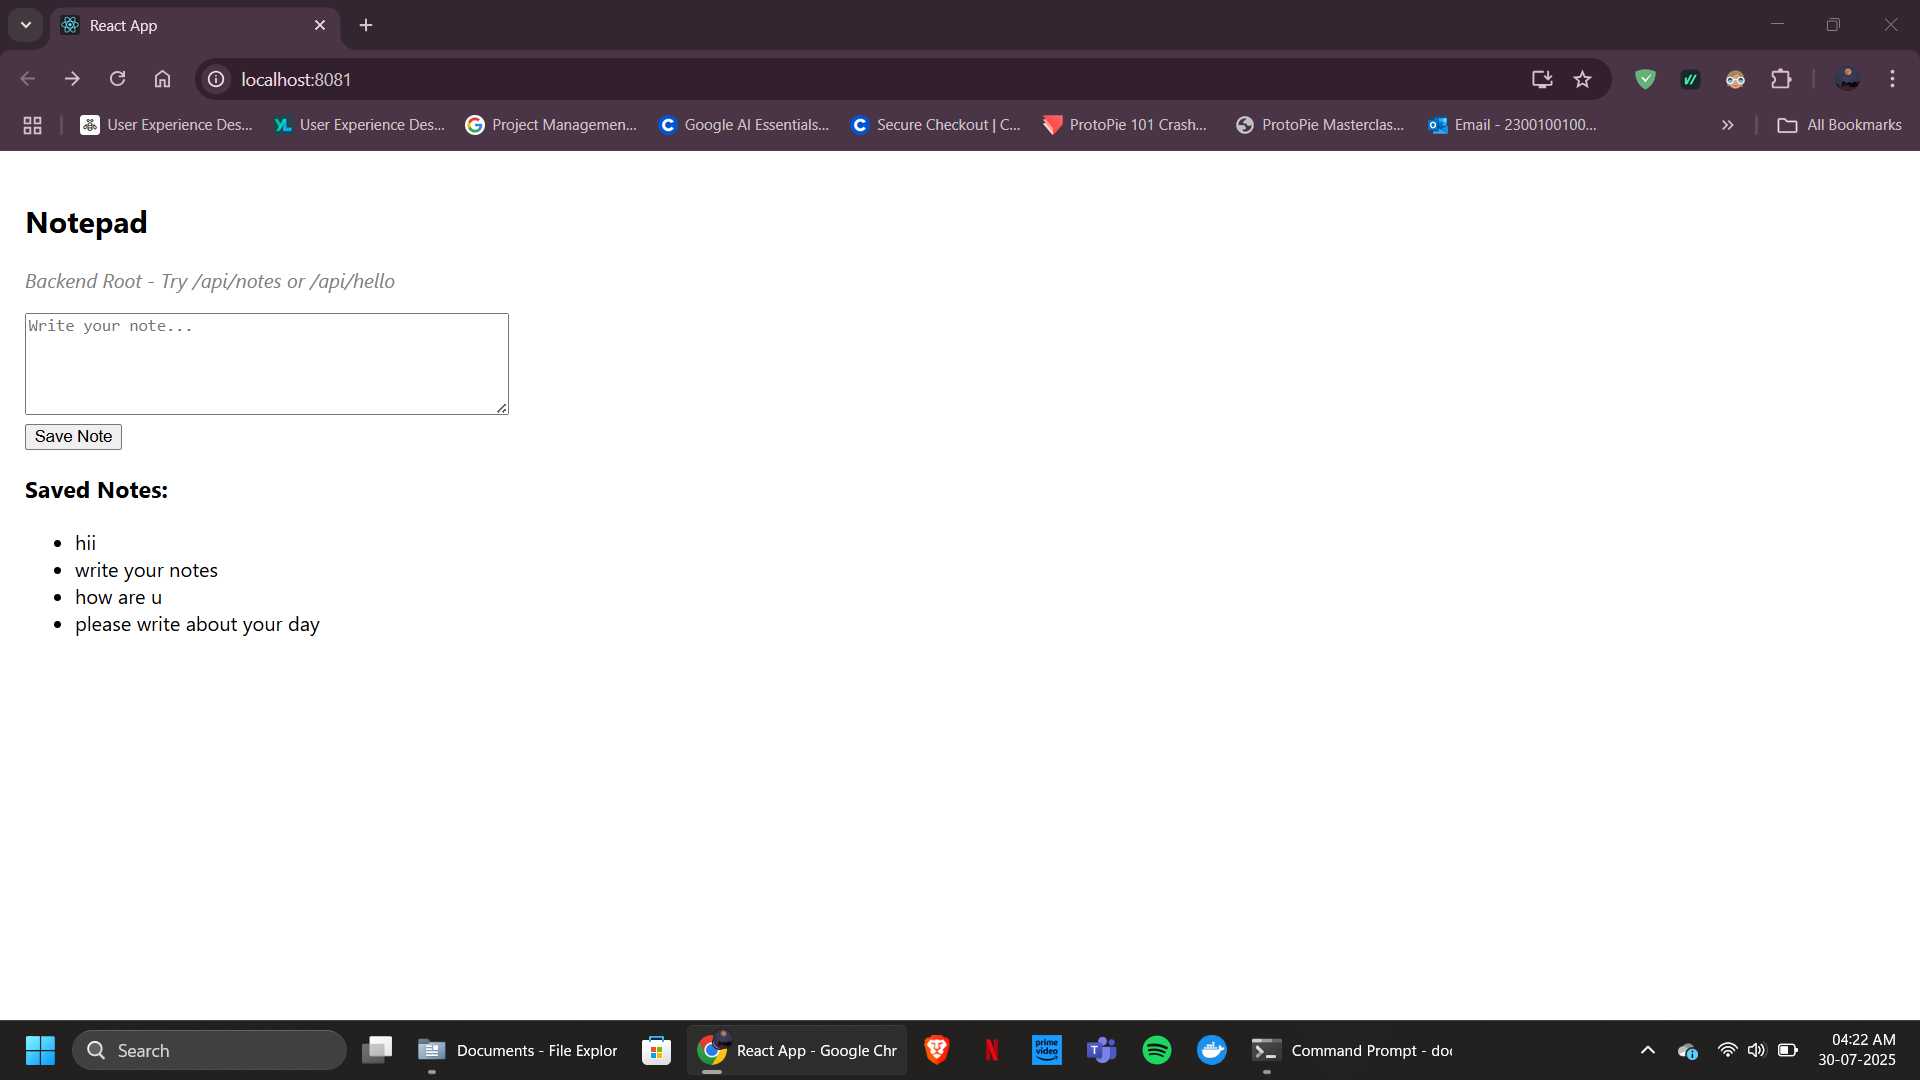 React App
localhost:8081
User Experience Des...
User Experience Des...
Project Managemen...
Google AI Essentials...
Secure Checkout | C...
ProtoPie 101 Crash...
ProtoPie Masterclas...
Email - 2300100100...
All Bookmarks
Notepad
Backend Root - Try /api/notes or /api/hello
Write your note...
Save Note
Saved Notes:
hii
write your notes
how are u
please write about your day
Search
Documents - File Explor
React App - Google Chr
prime video
Command Prompt - doc
04:22 AM
30-07-2025